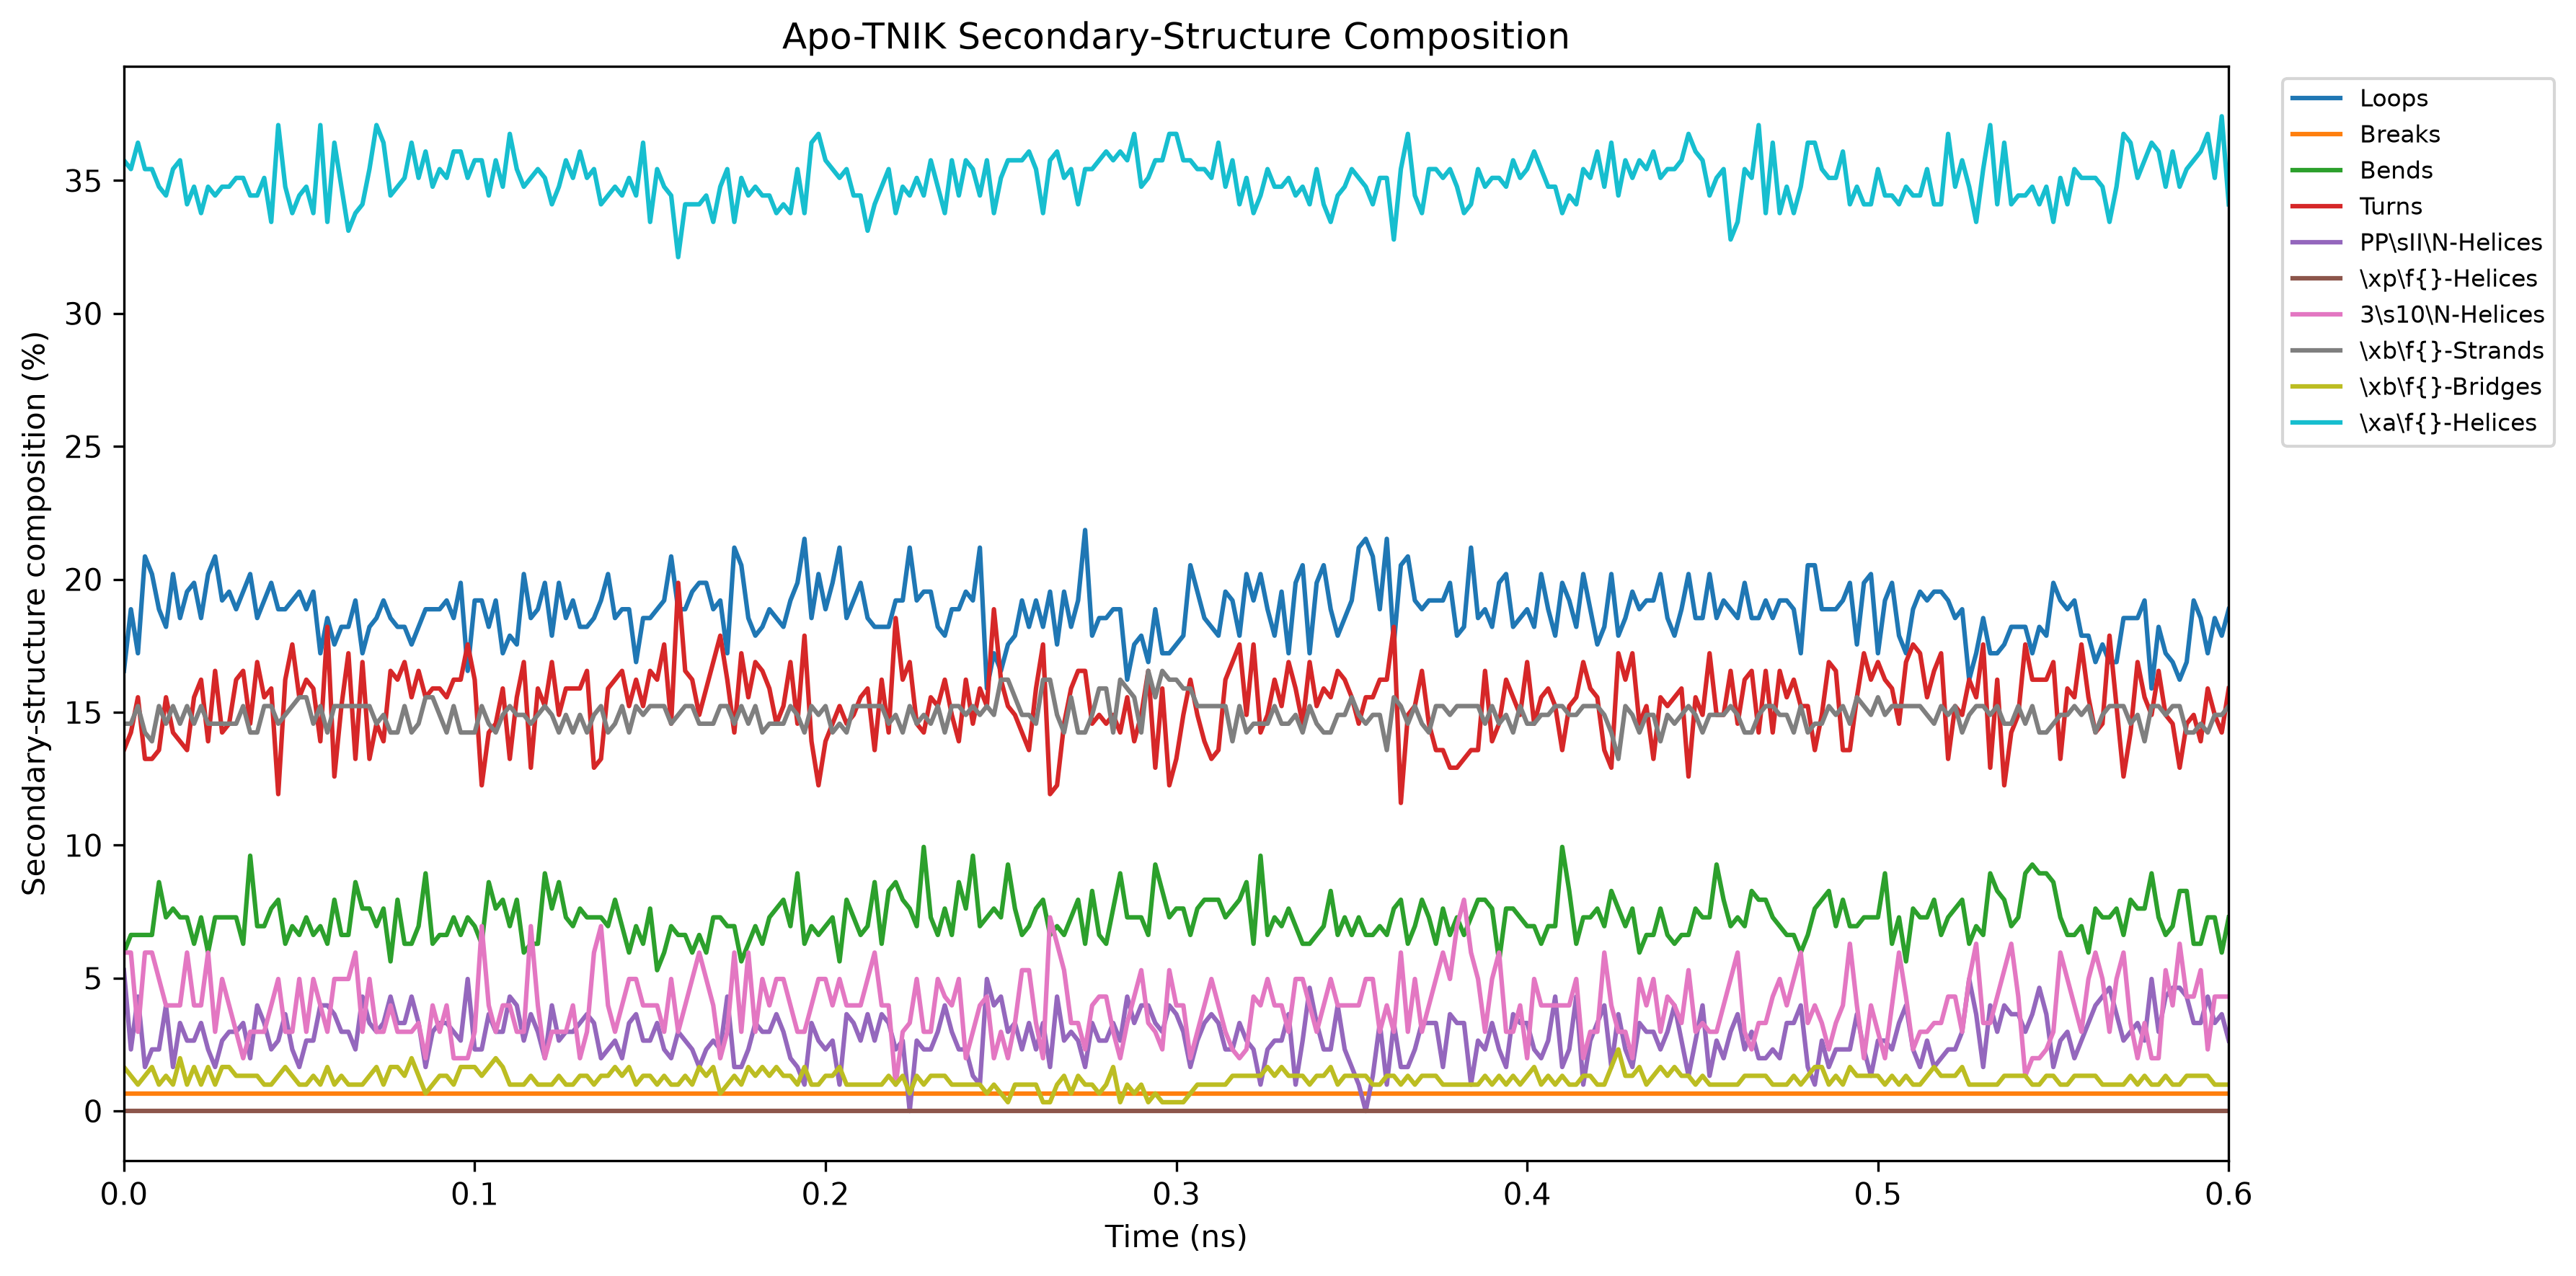 Apo-TNIK Secondary-Structure Composition
Secondary-structure composition (%)
35
30
25
20
15
10
5
0
0.0 0.1 0.2 0.3 0.4 0.5 0.6
Time (ns)
Loops
Breaks
Bends
Turns
PP\sII\N-Helices
\xp\f{}-Helices
3\s10\N-Helices
\xb\f{}-Strands
\xb\f{}-Bridges
\xa\f{}-Helices